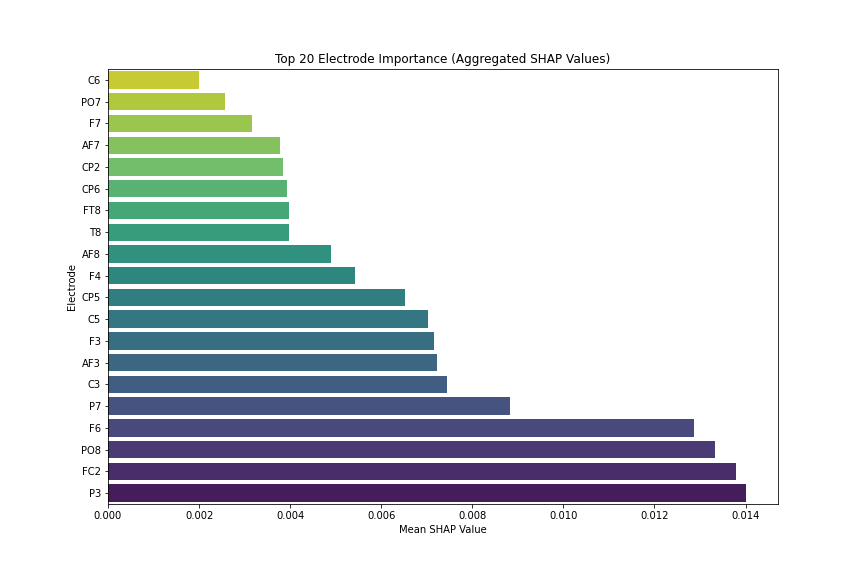 Top 20 Electrode Importance (Aggregated SHAP Values)
C6
PO7
F7
AF7
CP2
CP6
FT8
T8
AF8
F4
CP5
C5
F3
AF3
C3
P7
F6
PO8
FC2
P3
Electrode
0.000 0.002 0.004 0.006 0.008 0.010 0.012 0.014
Mean SHAP Value